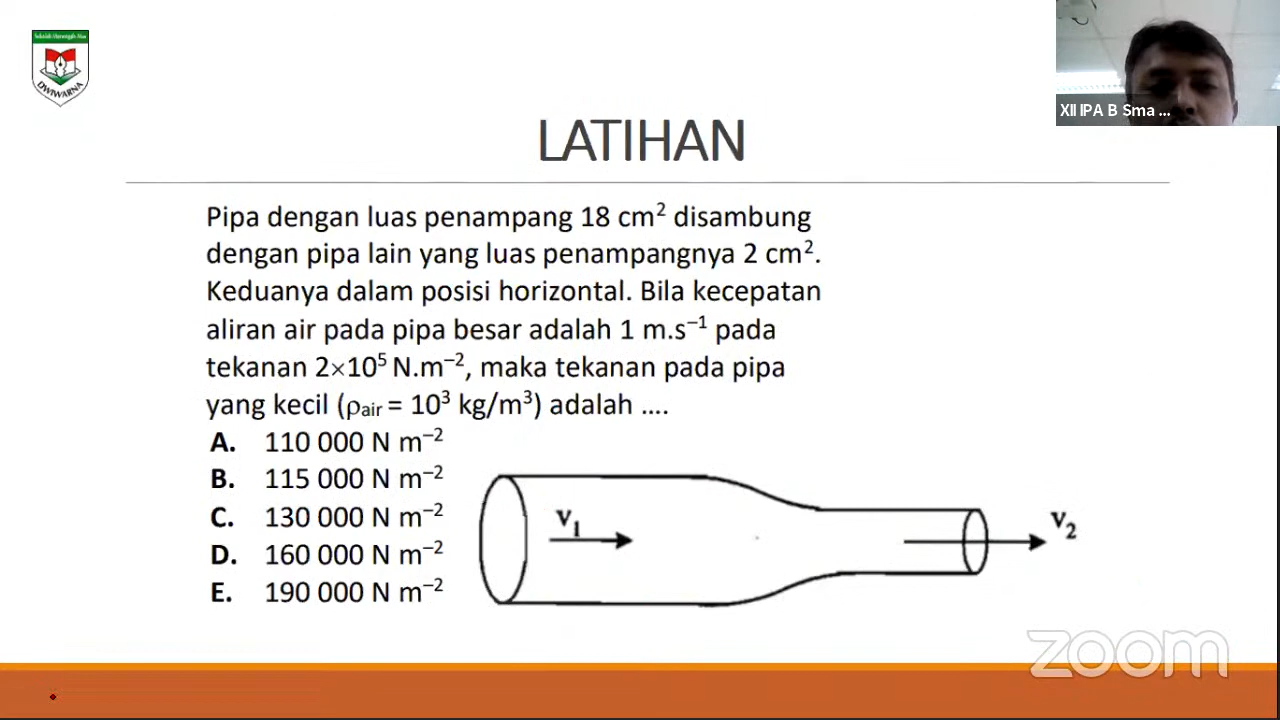 Sekolah Menengah Atas
DWIWARNA
XII IPA B Sma ...
LATIHAN
Pipa dengan luas penampang 18 cm² disambung
dengan pipa lain yang luas penampangnya 2 cm².
Keduanya dalam posisi horizontal. Bila kecepatan
aliran air pada pipa besar adalah 1 m.s⁻¹ pada
tekanan 2×10⁵ N.m⁻², maka tekanan pada pipa
yang kecil (ρair = 10³ kg/m³) adalah ....
A. 110 000 N m⁻²
B. 115 000 N m⁻²
C. 130 000 N m⁻²
D. 160 000 N m⁻²
E. 190 000 N m⁻²
v₁
v₂
zoom